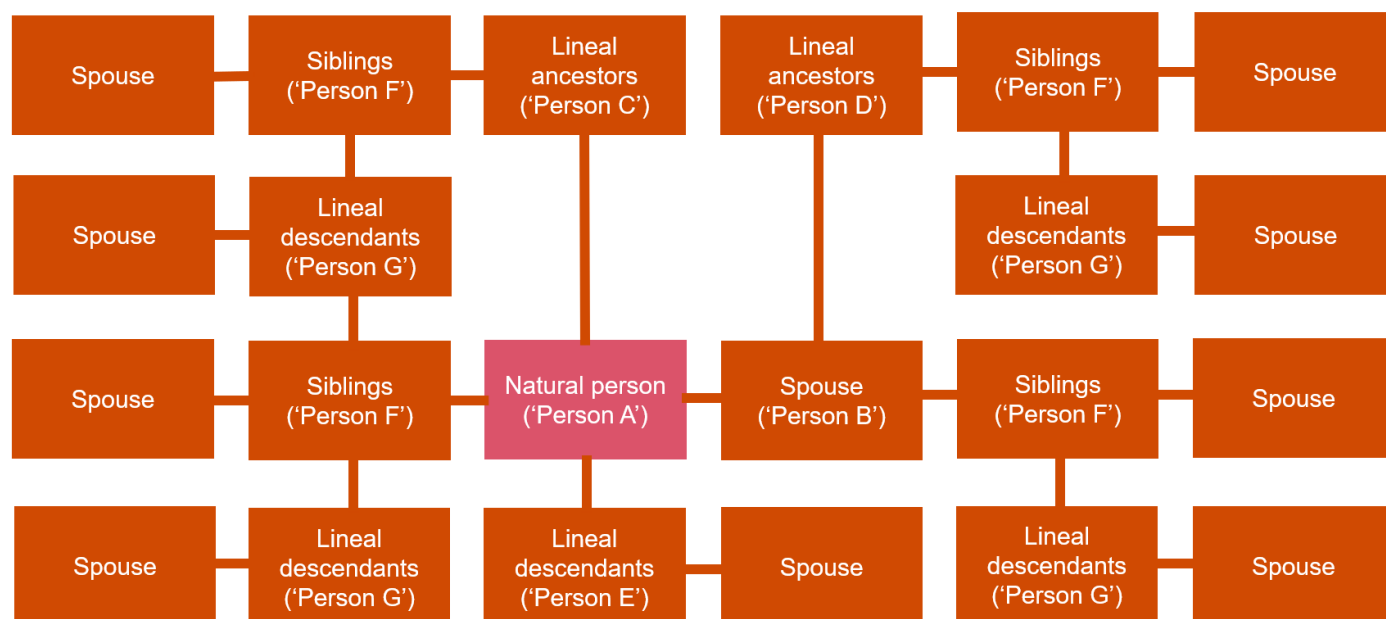 Spouse
Siblings
(‘Person F’)
Lineal
ancestors
(‘Person C’)
Lineal
ancestors
(‘Person D’)
Siblings
(‘Person F’)
Spouse
Spouse
Lineal
descendants
(‘Person G’)
Lineal
descendants
(‘Person G’)
Spouse
Spouse
Siblings
(‘Person F’)
Natural person
(‘Person A’)
Spouse
(‘Person B’)
Siblings
(‘Person F’)
Spouse
Spouse
Lineal
descendants
(‘Person G’)
Lineal
descendants
(‘Person E’)
Spouse
Lineal
descendants
(‘Person G’)
Spouse